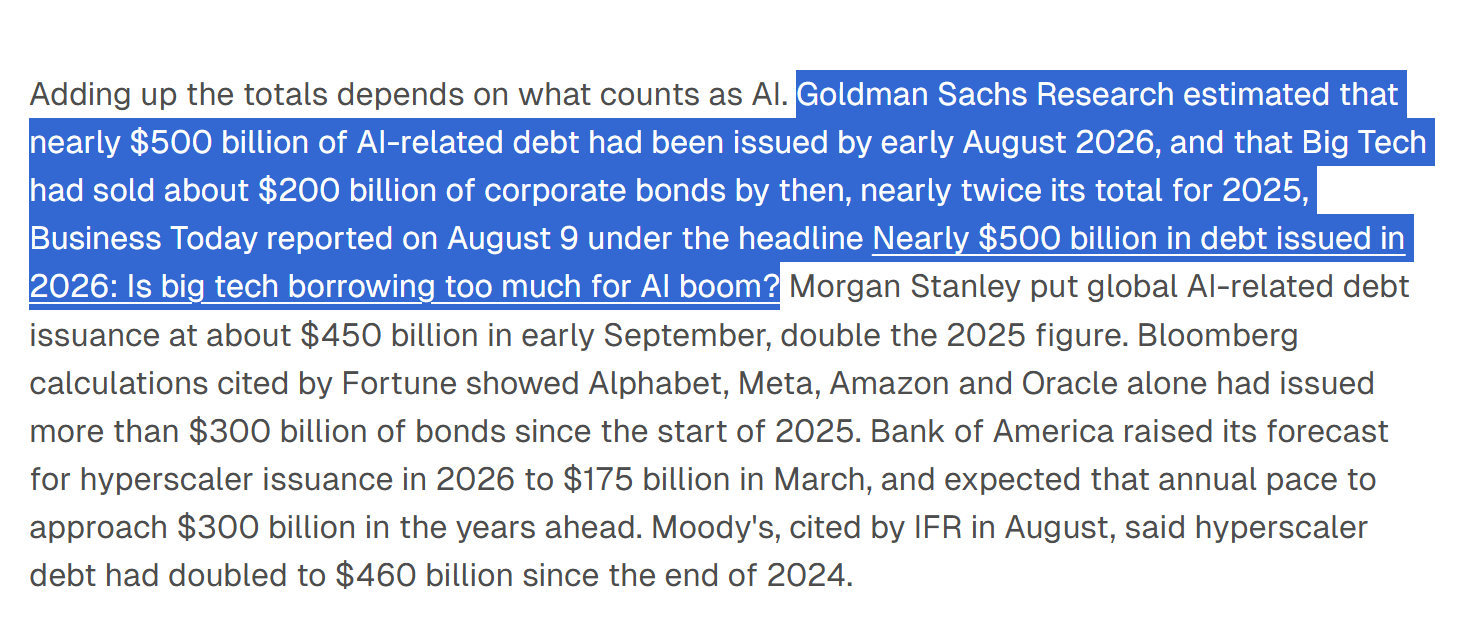 Adding up the totals depends on what counts as AI. Goldman Sachs Research estimated that
nearly $500 billion of AI-related debt had been issued by early August 2026, and that Big Tech
had sold about $200 billion of corporate bonds by then, nearly twice its total for 2025,
Business Today reported on August 9 under the headline Nearly $500 billion in debt issued in
2026: Is big tech borrowing too much for AI boom? Morgan Stanley put global AI-related debt
issuance at about $450 billion in early September, double the 2025 figure. Bloomberg
calculations cited by Fortune showed Alphabet, Meta, Amazon and Oracle alone had issued
more than $300 billion of bonds since the start of 2025. Bank of America raised its forecast
for hyperscaler issuance in 2026 to $175 billion in March, and expected that annual pace to
approach $300 billion in the years ahead. Moody's, cited by IFR in August, said hyperscaler
debt had doubled to $460 billion since the end of 2024.